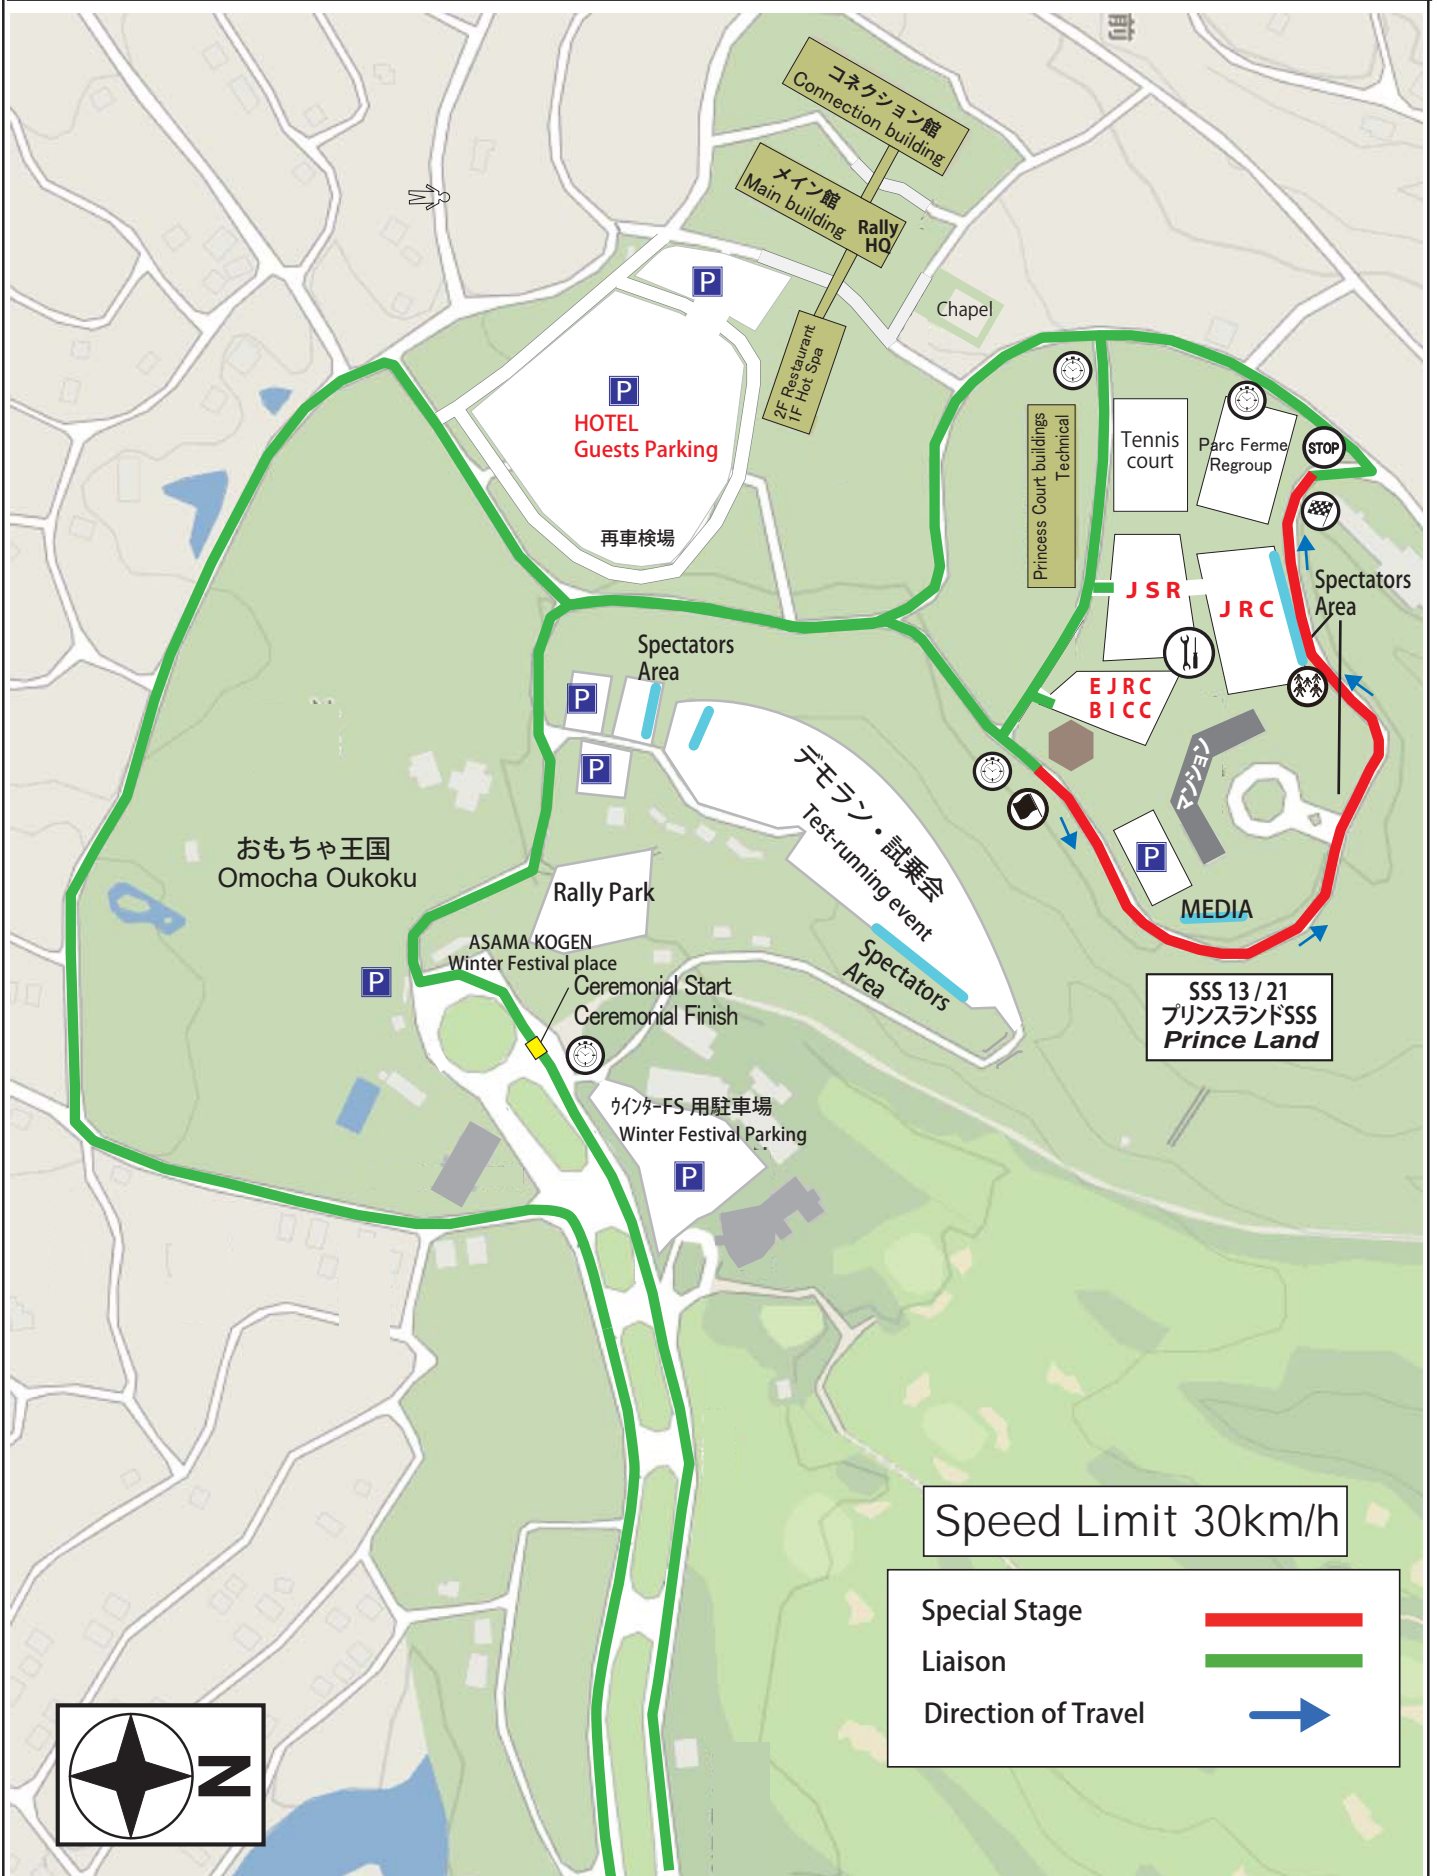 前
コネクション館
Connection building
メイン館
Main building
Rally
HQ
2F Restaurant
1F Hot Spa
Chapel
P
P
HOTEL
Guests Parking
再車検場
Princess Court buildings
Technical
Tennis
court
Parc Ferme
Regroup
STOP
JSR
JRC
Spectators
Area
EJRC
BICC
マンション
P
MEDIA
SSS 13 / 21
プリンスランドSSS
Prince Land
Spectators
Area
P
P
デモラン・試乗会
Test-running event
Spectators
Area
おもちゃ王国
Omocha Oukoku
Rally Park
ASAMA KOGEN
Winter Festival place
P
Ceremonial Start
Ceremonial Finish
ウインターFS 用駐車場
Winter Festival Parking
P
Speed Limit 30km/h
Special Stage
Liaison
Direction of Travel
N